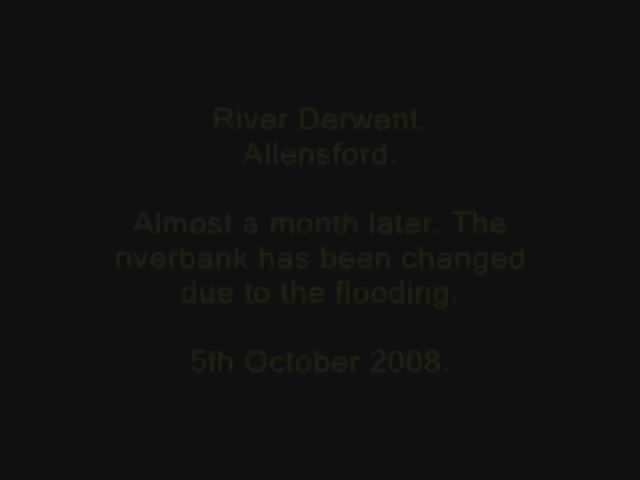 River Derwent.
Allensford.
Almost a month later. The
riverbank has been changed
due to the flooding.
5th October 2008.